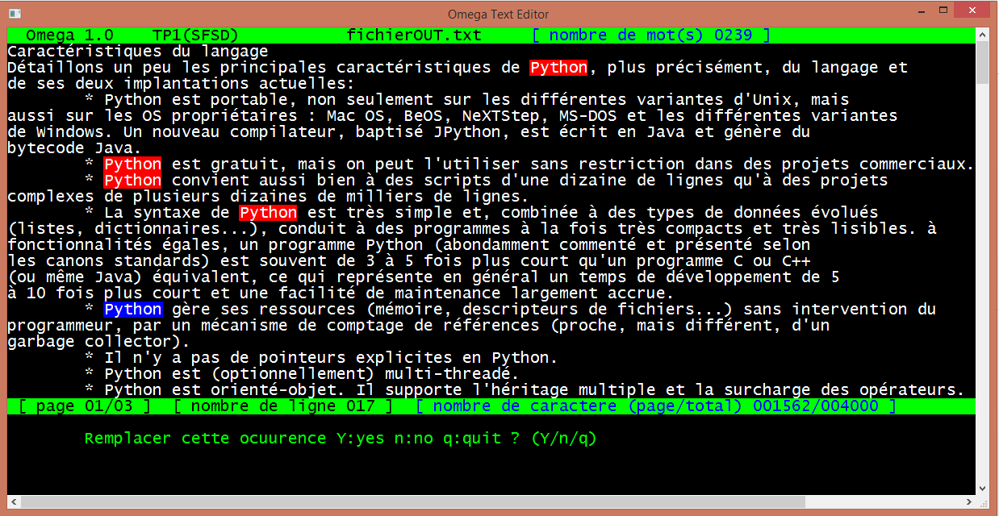 Omega Text Editor
Omega 1.0 TP1(SFSD) fichierOUT.txt [ nombre de mot(s) 0239 ]
Caractéristiques du langage
Détaillons un peu les principales caractéristiques de Python, plus précisément, du langage et
de ses deux implantations actuelles:
* Python est portable, non seulement sur les différentes variantes d'Unix, mais
aussi sur les OS propriétaires : Mac OS, BeOS, NeXTStep, MS-DOS et les différentes variantes
de Windows. Un nouveau compilateur, baptisé JPython, est écrit en Java et génère du
bytecode Java.
* Python est gratuit, mais on peut l'utiliser sans restriction dans des projets commerciaux.
* Python convient aussi bien à des scripts d'une dizaine de lignes qu'à des projets
complexes de plusieurs dizaines de milliers de lignes.
* La syntaxe de Python est très simple et, combinée à des types de données évolués
(listes, dictionnaires...), conduit à des programmes à la fois très compacts et très lisibles. à
fonctionnalités égales, un programme Python (abondamment commenté et présenté selon
les canons standards) est souvent de 3 à 5 fois plus court qu'un programme C ou C++
(ou même Java) équivalent, ce qui représente en général un temps de développement de 5
à 10 fois plus court et une facilité de maintenance largement accrue.
* Python gère ses ressources (mémoire, descripteurs de fichiers...) sans intervention du
programmeur, par un mécanisme de comptage de références (proche, mais différent, d'un
garbage collector).
* Il n'y a pas de pointeurs explicites en Python.
* Python est (optionnellement) multi-threadé.
* Python est orienté-objet. Il supporte l'héritage multiple et la surcharge des opérateurs.
[ page 01/03 ] [ nombre de ligne 017 ] [ nombre de caractere (page/total) 001562/004000 ]
Remplacer cette ocuurence Y:yes n:no q:quit ? (Y/n/q)